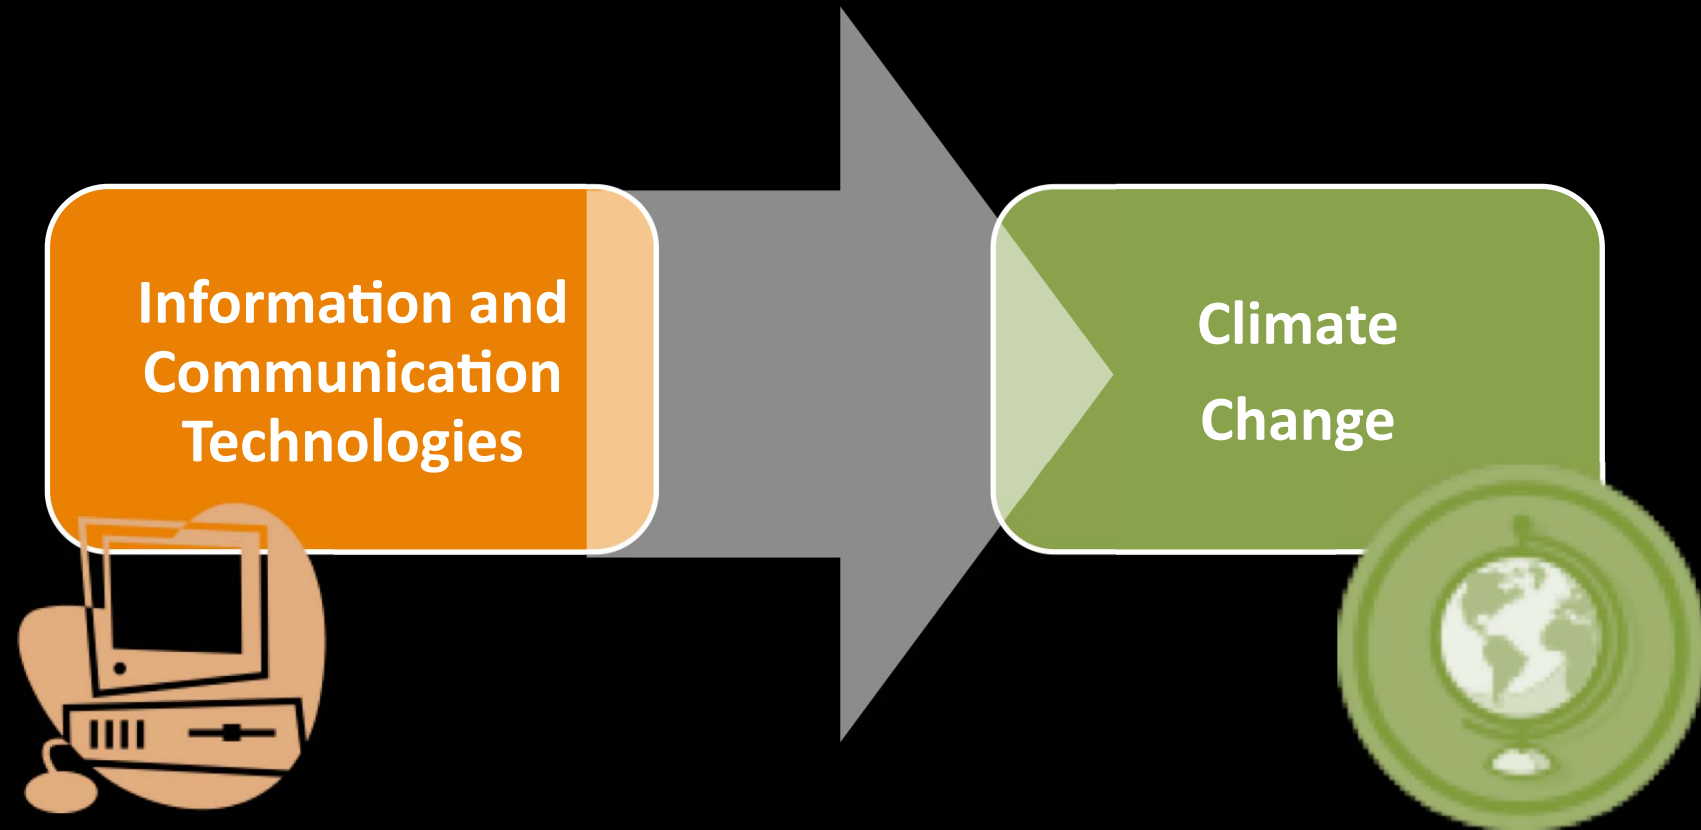 Information and
Communication
Technologies
Climate
Change